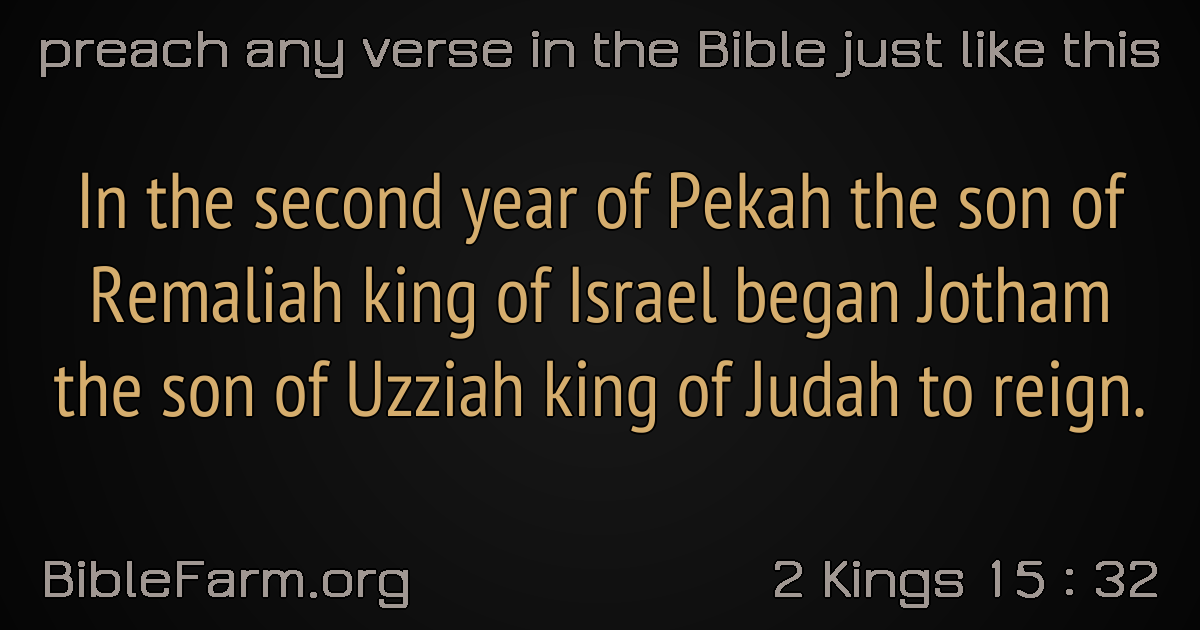 preach any verse in the Bible just like this
In the second year of Pekah the son of
Remaliah king of Israel began Jotham
the son of Uzziah king of Judah to reign.
BibleFarm.org
2 Kings 15 : 32